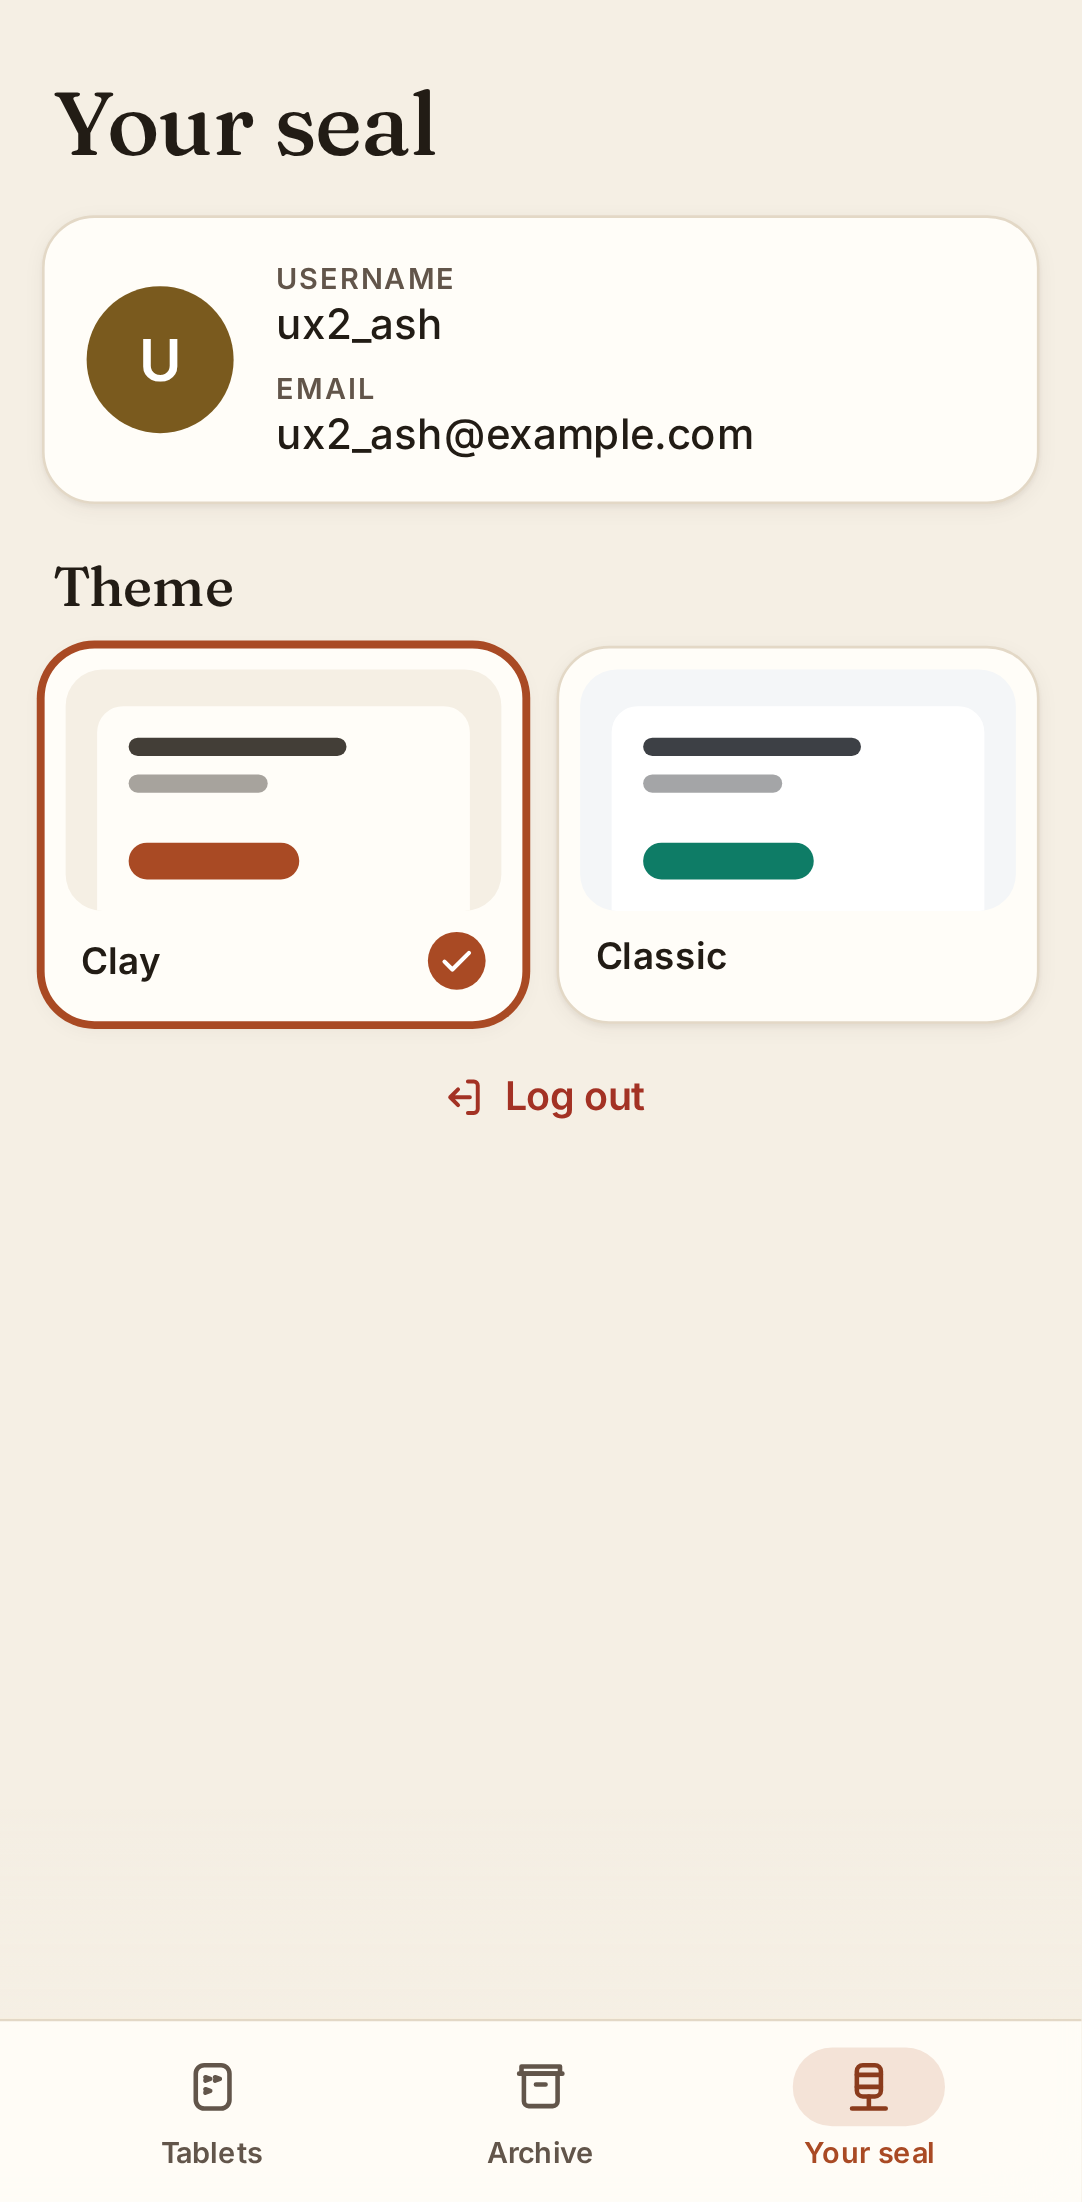 Your seal
U
USERNAME
ux2_ash
EMAIL
ux2_ash@example.com
Theme
Clay
Classic
Log out
Tablets
Archive
Your seal